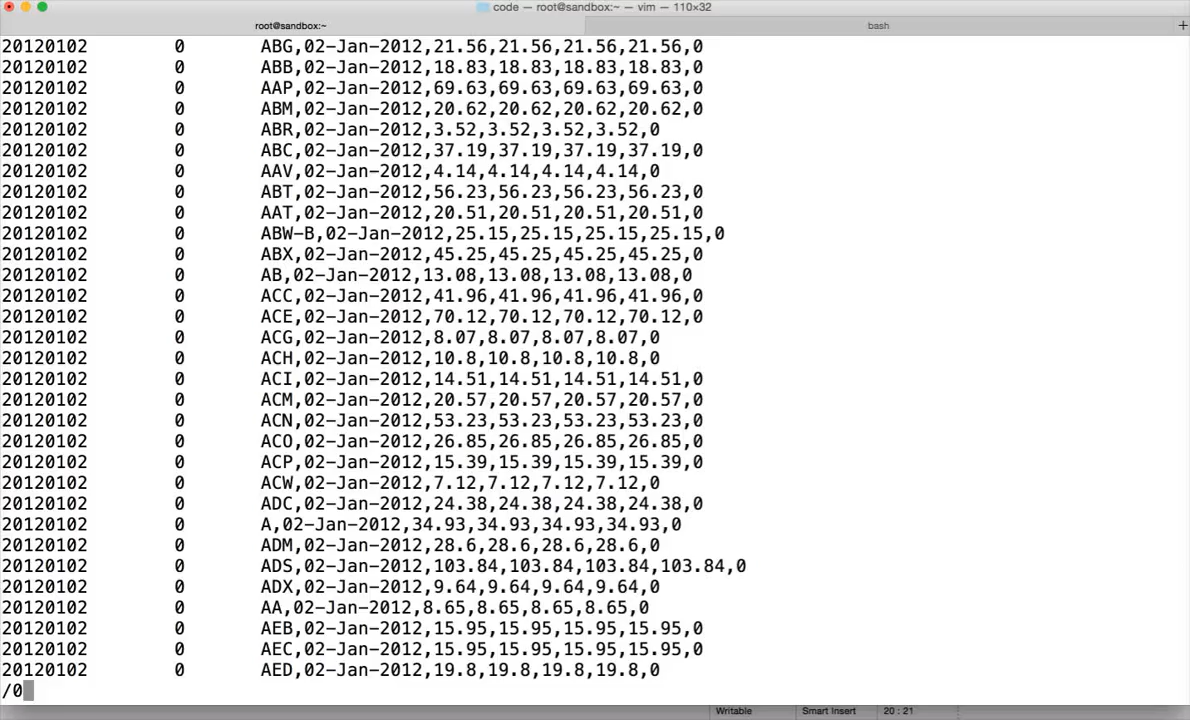 code — root@sandbox:~ — vim — 110×32
root@sandbox:~ bash +
20120102 0 ABG,02-Jan-2012,21.56,21.56,21.56,21.56,0
20120102 0 ABB,02-Jan-2012,18.83,18.83,18.83,18.83,0
20120102 0 AAP,02-Jan-2012,69.63,69.63,69.63,69.63,0
20120102 0 ABM,02-Jan-2012,20.62,20.62,20.62,20.62,0
20120102 0 ABR,02-Jan-2012,3.52,3.52,3.52,3.52,0
20120102 0 ABC,02-Jan-2012,37.19,37.19,37.19,37.19,0
20120102 0 AAV,02-Jan-2012,4.14,4.14,4.14,4.14,0
20120102 0 ABT,02-Jan-2012,56.23,56.23,56.23,56.23,0
20120102 0 AAT,02-Jan-2012,20.51,20.51,20.51,20.51,0
20120102 0 ABW-B,02-Jan-2012,25.15,25.15,25.15,25.15,0
20120102 0 ABX,02-Jan-2012,45.25,45.25,45.25,45.25,0
20120102 0 AB,02-Jan-2012,13.08,13.08,13.08,13.08,0
20120102 0 ACC,02-Jan-2012,41.96,41.96,41.96,41.96,0
20120102 0 ACE,02-Jan-2012,70.12,70.12,70.12,70.12,0
20120102 0 ACG,02-Jan-2012,8.07,8.07,8.07,8.07,0
20120102 0 ACH,02-Jan-2012,10.8,10.8,10.8,10.8,0
20120102 0 ACI,02-Jan-2012,14.51,14.51,14.51,14.51,0
20120102 0 ACM,02-Jan-2012,20.57,20.57,20.57,20.57,0
20120102 0 ACN,02-Jan-2012,53.23,53.23,53.23,53.23,0
20120102 0 ACO,02-Jan-2012,26.85,26.85,26.85,26.85,0
20120102 0 ACP,02-Jan-2012,15.39,15.39,15.39,15.39,0
20120102 0 ACW,02-Jan-2012,7.12,7.12,7.12,7.12,0
20120102 0 ADC,02-Jan-2012,24.38,24.38,24.38,24.38,0
20120102 0 A,02-Jan-2012,34.93,34.93,34.93,34.93,0
20120102 0 ADM,02-Jan-2012,28.6,28.6,28.6,28.6,0
20120102 0 ADS,02-Jan-2012,103.84,103.84,103.84,103.84,0
20120102 0 ADX,02-Jan-2012,9.64,9.64,9.64,9.64,0
20120102 0 AA,02-Jan-2012,8.65,8.65,8.65,8.65,0
20120102 0 AEB,02-Jan-2012,15.95,15.95,15.95,15.95,0
20120102 0 AEC,02-Jan-2012,15.95,15.95,15.95,15.95,0
20120102 0 AED,02-Jan-2012,19.8,19.8,19.8,19.8,0
/0
Writable Smart Insert 20 : 21